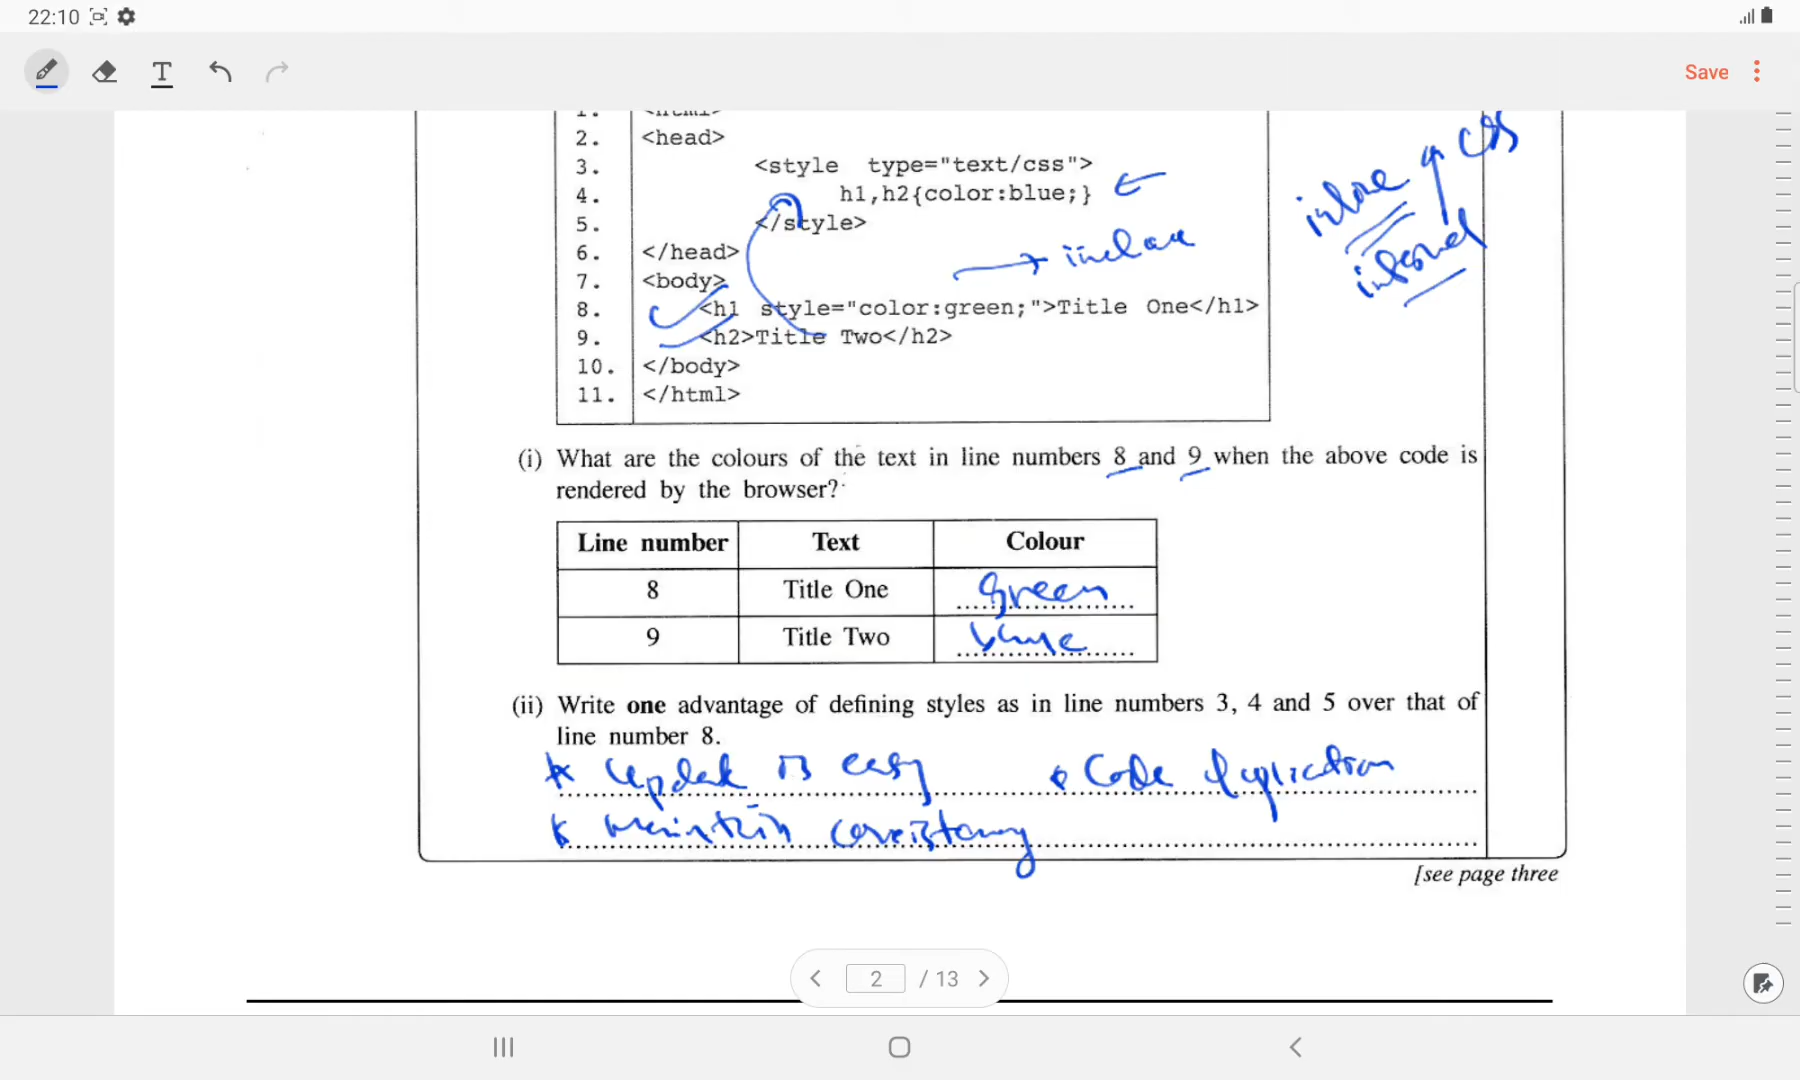 22:10
Save
2. <head>
3. <style type="text/css">
4. h1,h2{color:blue;}
5. </style>
6. </head>
7. <body>
8. <h1 style="color:green;">Title One</h1>
9. <h2>Title Two</h2>
10. </body>
11. </html>
CSS
(i) What are the colours of the text in line numbers 8 and 9 when the above code is
rendered by the browser?
Line number Text Colour
8 Title One green
9 Title Two blue
(ii) Write one advantage of defining styles as in line numbers 3, 4 and 5 over that of
line number 8.
* update is easy
* Code duplication
* maintain consistency
[see page three
2 / 13